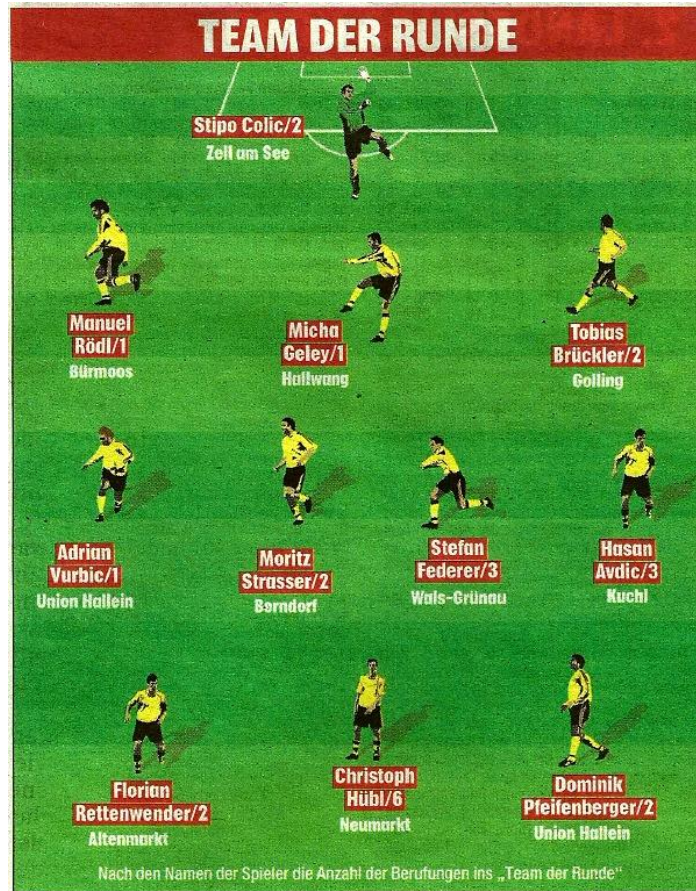 TEAM DER RUNDE
Stipo Colic/2
Zell am See
Manuel
Rödl/1
Bürmoos
Micha
Geley/1
Hallwang
Tobias
Brückler/2
Golling
Adrian
Vurbic/1
Union Hallein
Moritz
Strasser/2
Berndorf
Stefan
Federer/3
Wals-Grünau
Hasan
Avdic/3
Kuchl
Florian
Rettenwender/2
Altenmarkt
Christoph
Hübl/6
Neumarkt
Dominik
Pfeifenberger/2
Union Hallein
Nach den Namen der Spieler die Anzahl der Berufungen ins „Team der Runde“